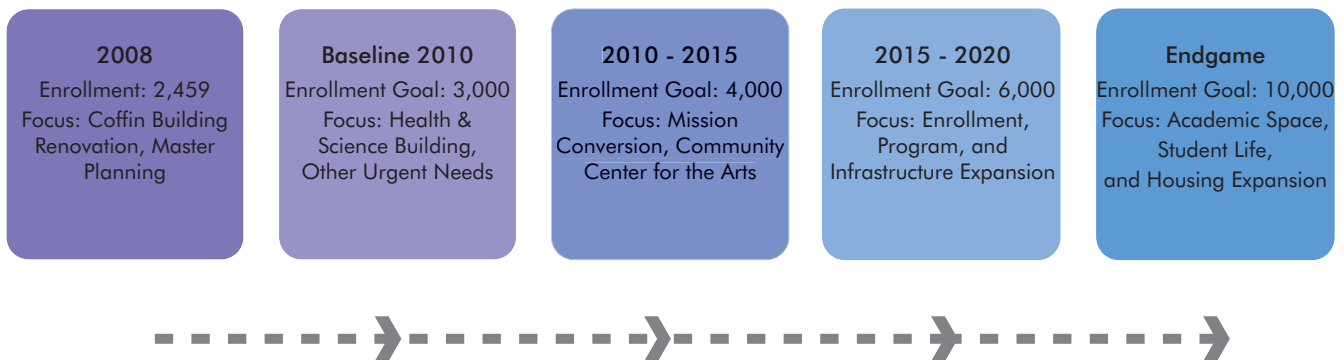 2008
Enrollment: 2,459
Focus: Coffin Building
Renovation, Master
Planning
Baseline 2010
Enrollment Goal: 3,000
Focus: Health &
Science Building,
Other Urgent Needs
2010 - 2015
Enrollment Goal: 4,000
Focus: Mission
Conversion, Community
Center for the Arts
2015 - 2020
Enrollment Goal: 6,000
Focus: Enrollment,
Program, and
Infrastructure Expansion
Endgame
Enrollment Goal: 10,000
Focus: Academic Space,
Student Life,
and Housing Expansion